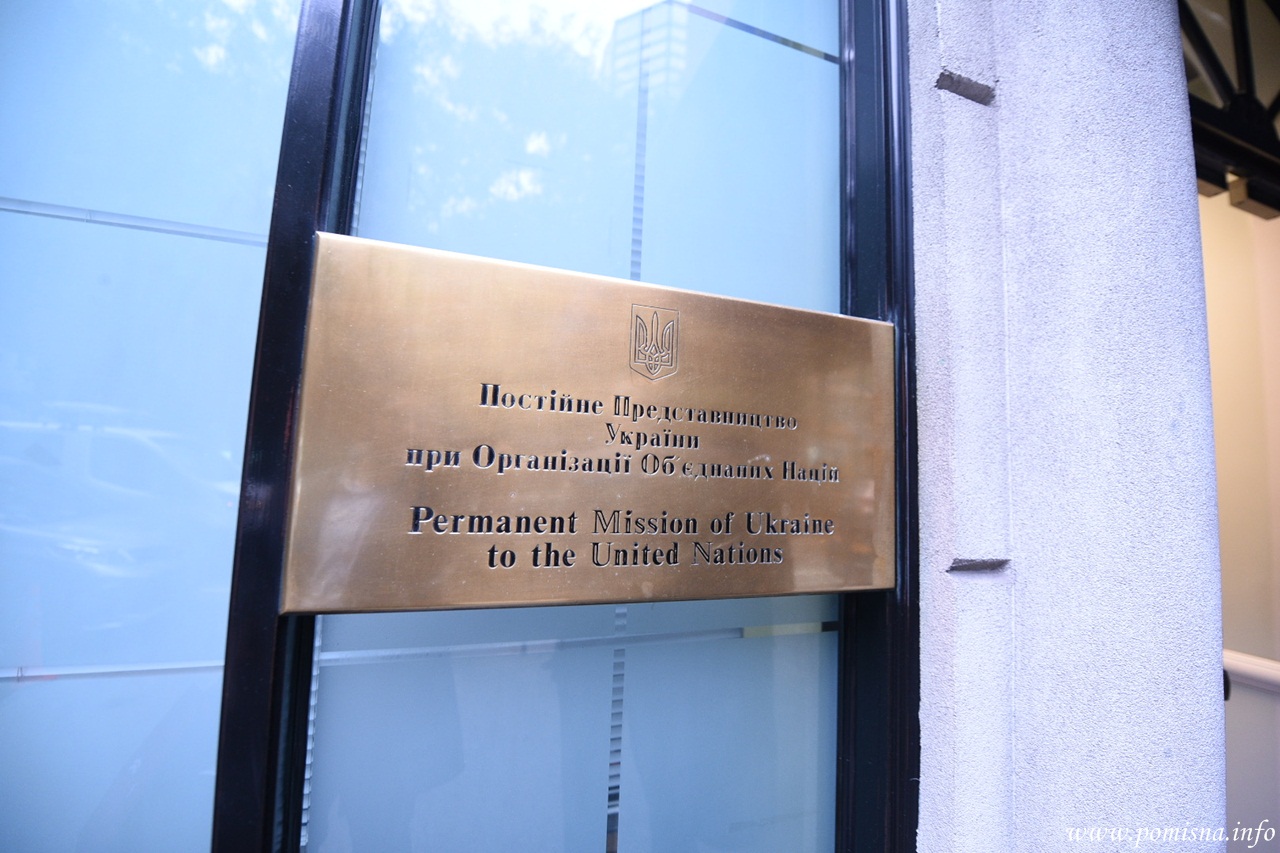 Постійне Представництво
України
при Організації Об'єднаних Націй
Permanent Mission of Ukraine
to the United Nations
www.pomisna.info